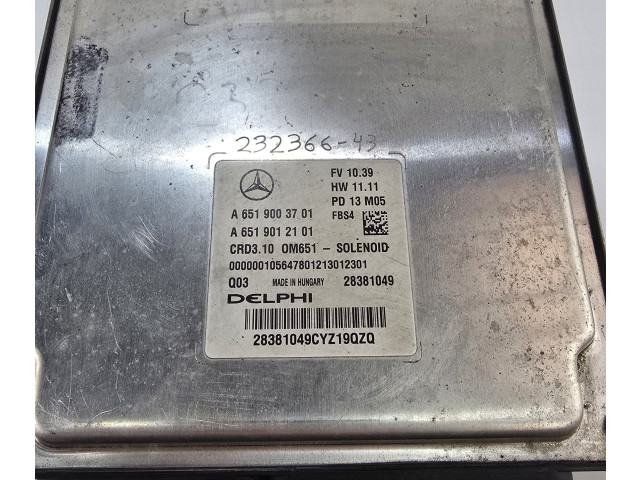 232366-43
FV 10.39
HW 11.11
PD 13 M05
A 651 900 37 01
FBS4
A 651 901 21 01
CRD3.10 OM651 - SOLENOID
000000105647801213012301
Q03 MADE IN HUNGARY 28381049
DELPHI
28381049CYZ19QZQ